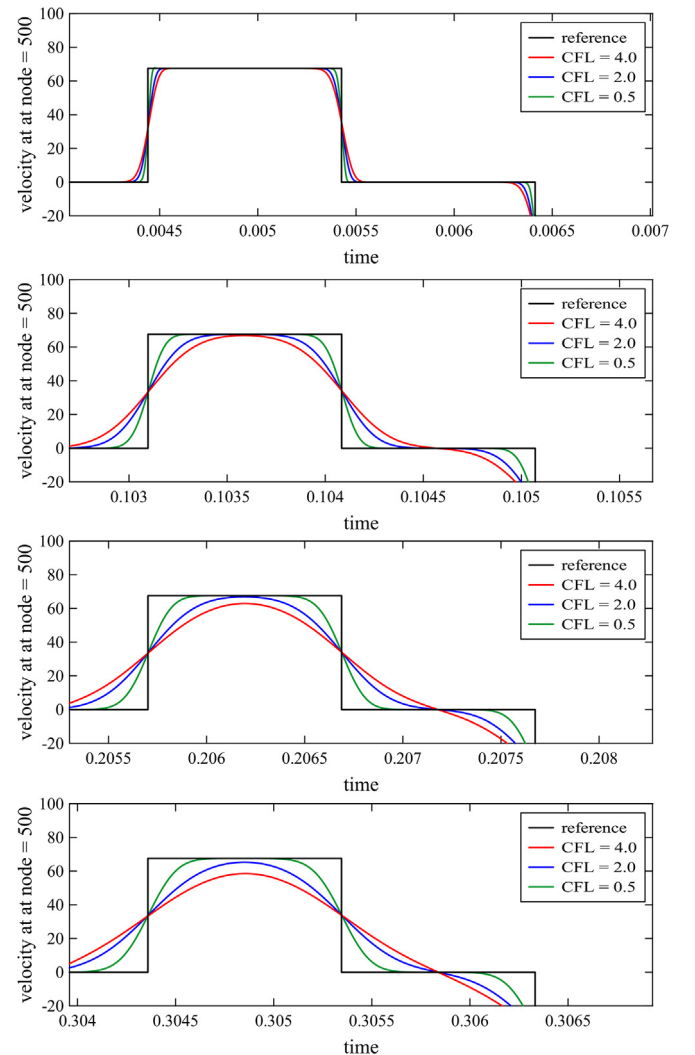 100
80
60
40
20
0
-20
velocity at at node = 500
reference
CFL = 4.0
CFL = 2.0
CFL = 0.5
0.0045 0.005 0.0055 0.006 0.0065 0.007
time
100
80
60
40
20
0
-20
velocity at at node = 500
reference
CFL = 4.0
CFL = 2.0
CFL = 0.5
0.103 0.1035 0.104 0.1045 0.105 0.1055
time
100
80
60
40
20
0
-20
velocity at at node = 500
reference
CFL = 4.0
CFL = 2.0
CFL = 0.5
0.2055 0.206 0.2065 0.207 0.2075 0.208
time
100
80
60
40
20
0
-20
velocity at at node = 500
reference
CFL = 4.0
CFL = 2.0
CFL = 0.5
0.304 0.3045 0.305 0.3055 0.306 0.3065
time